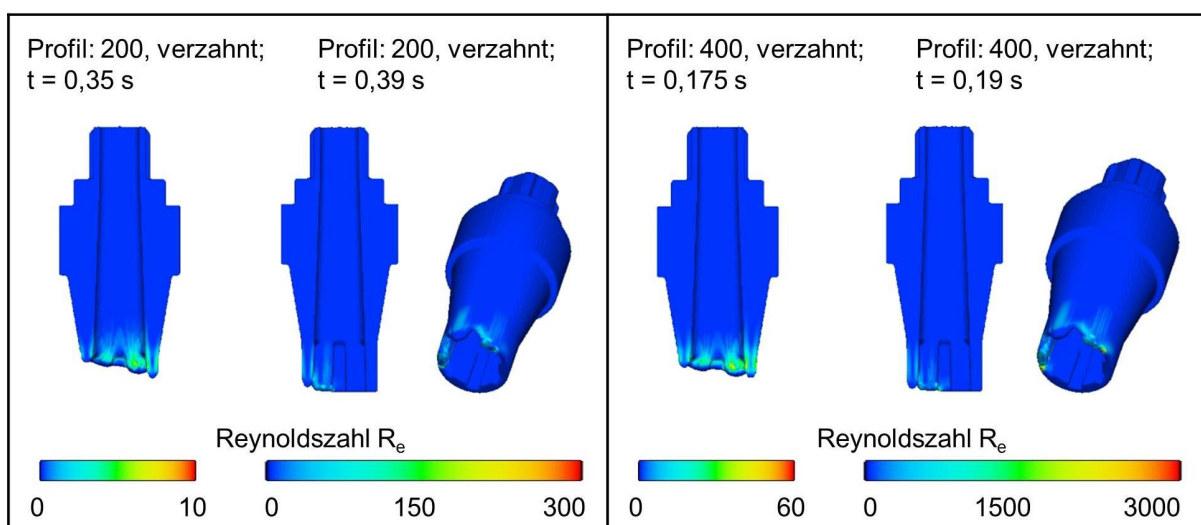 Profil: 200, verzahnt;
t = 0,35 s
Profil: 200, verzahnt;
t = 0,39 s
Reynoldszahl Re
0 10 0 150 300
Profil: 400, verzahnt;
t = 0,175 s
Profil: 400, verzahnt;
t = 0,19 s
Reynoldszahl Re
0 60 0 1500 3000